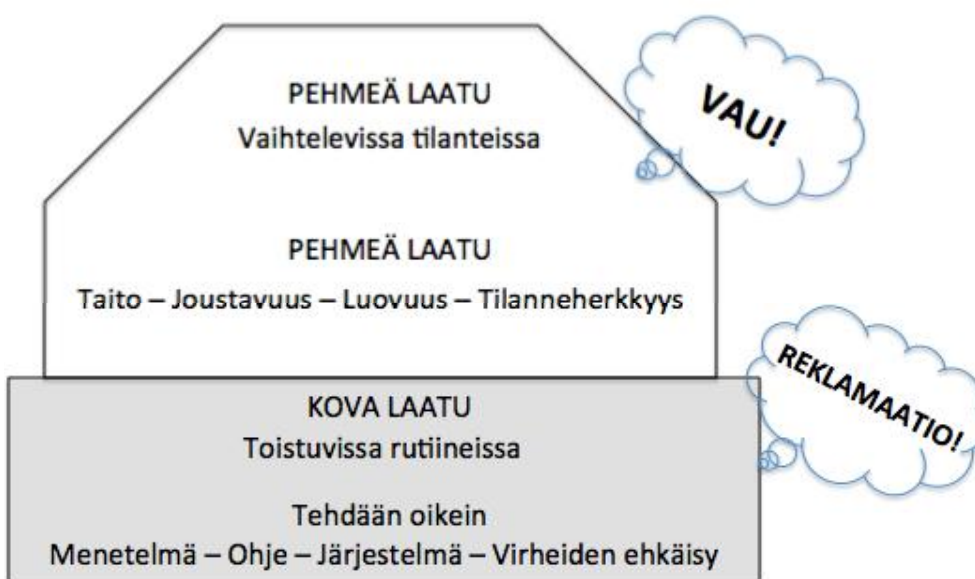 PEHMEÄ LAATU
Vaihtelevissa tilanteissa
VAU!
PEHMEÄ LAATU
Taito – Joustavuus – Luovuus – Tilanneherkkyys
KOVA LAATU
Toistuvissa rutiineissa
REKLAMAATIO!
Tehdään oikein
Menetelmä – Ohje – Järjestelmä – Virheiden ehkäisy